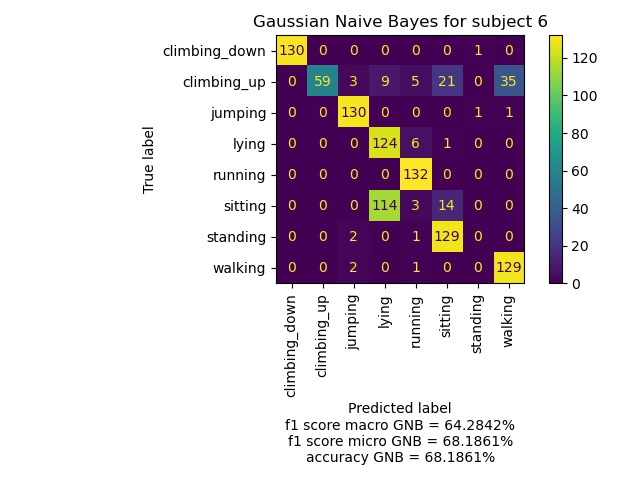 Gaussian Naive Bayes for subject 6
True label
climbing_down 130 0 0 0 0 0 1 0
climbing_up 0 59 3 9 5 21 0 35
jumping 0 0 130 0 0 0 1 1
lying 0 0 0 124 6 1 0 0
running 0 0 0 0 132 0 0 0
sitting 0 0 0 114 3 14 0 0
standing 0 0 2 0 1 129 0 0
walking 0 0 2 0 1 0 0 129
120
100
80
60
40
20
0
climbing_down climbing_up jumping lying running sitting standing walking
Predicted label
f1 score macro GNB = 64.2842%
f1 score micro GNB = 68.1861%
accuracy GNB = 68.1861%